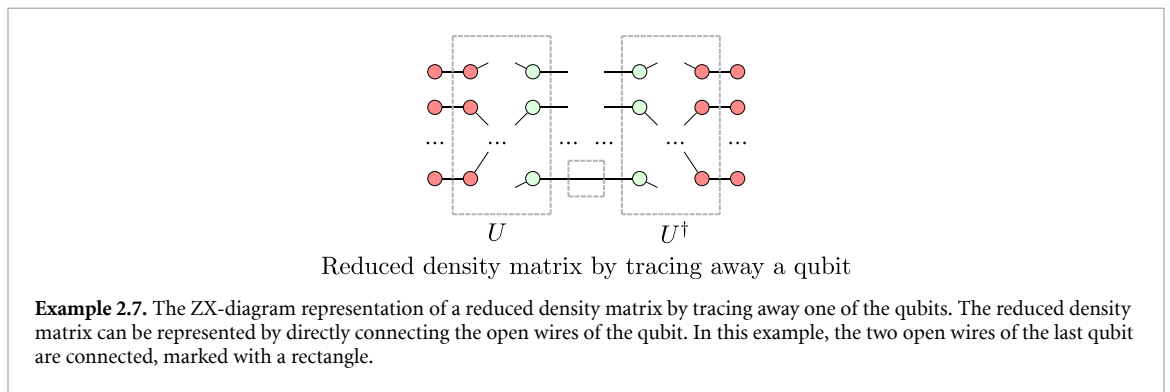 ... ... ... ... ... ...
U U†
Reduced density matrix by tracing away a qubit
Example 2.7. The ZX-diagram representation of a reduced density matrix by tracing away one of the qubits. The reduced density
matrix can be represented by directly connecting the open wires of the qubit. In this example, the two open wires of the last qubit
are connected, marked with a rectangle.